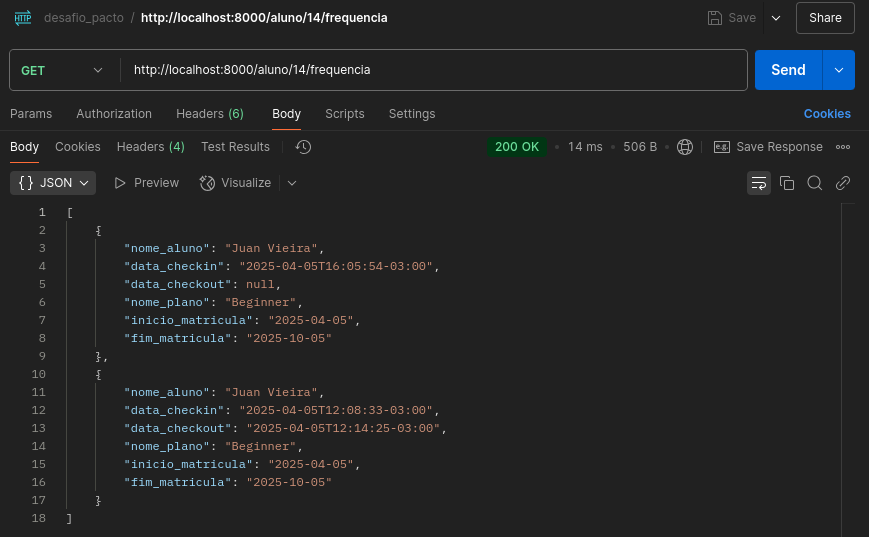 HTTP desafio_pacto / http://localhost:8000/aluno/14/frequencia Save Share
GET http://localhost:8000/aluno/14/frequencia Send
Params Authorization Headers (6) Body Scripts Settings Cookies
Body Cookies Headers (4) Test Results 200 OK • 14 ms • 506 B • e.g. Save Response
{} JSON Preview Visualize
1 [
2 {
3 "nome_aluno": "Juan Vieira",
4 "data_checkin": "2025-04-05T16:05:54-03:00",
5 "data_checkout": null,
6 "nome_plano": "Beginner",
7 "inicio_matricula": "2025-04-05",
8 "fim_matricula": "2025-10-05"
9 },
10 {
11 "nome_aluno": "Juan Vieira",
12 "data_checkin": "2025-04-05T12:08:33-03:00",
13 "data_checkout": "2025-04-05T12:14:25-03:00",
14 "nome_plano": "Beginner",
15 "inicio_matricula": "2025-04-05",
16 "fim_matricula": "2025-10-05"
17 }
18 ]